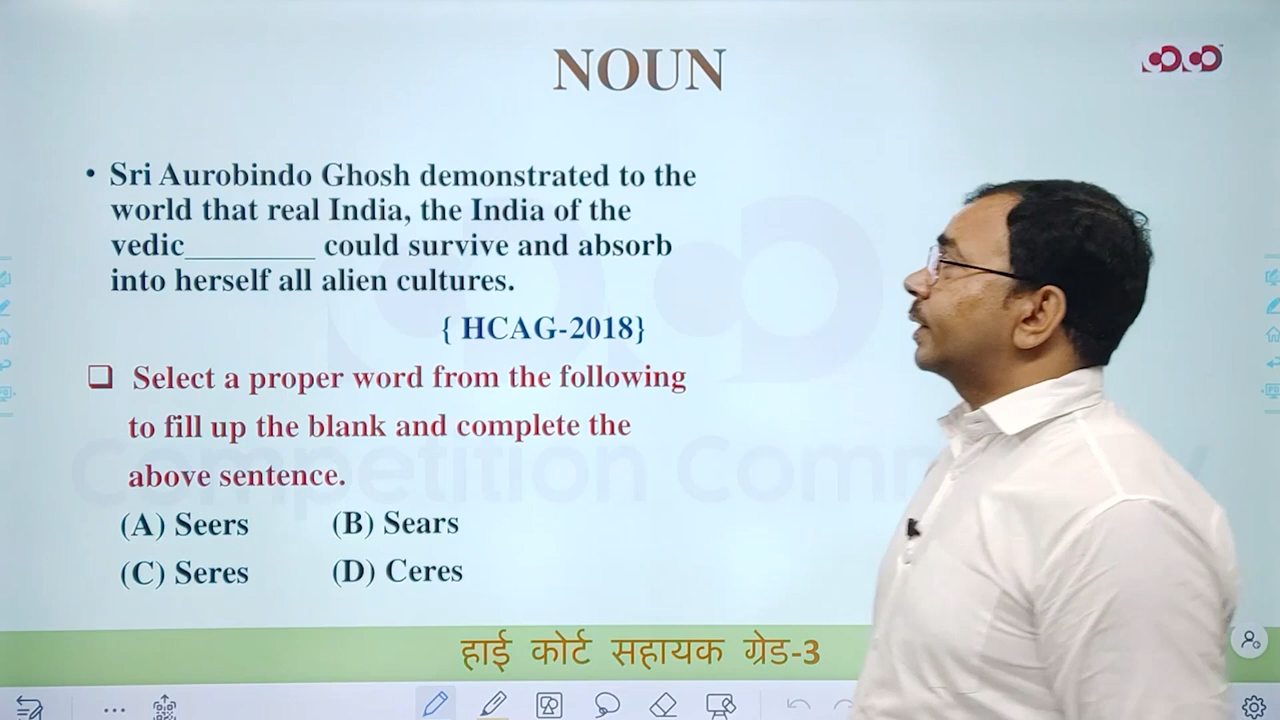 NOUN
• Sri Aurobindo Ghosh demonstrated to the
world that real India, the India of the
vedic_________ could survive and absorb
into herself all alien cultures.
{ HCAG-2018}
❑ Select a proper word from the following
to fill up the blank and complete the
above sentence.
(A) Seers (B) Sears
(C) Seres (D) Ceres
हाई कोर्ट सहायक ग्रेड-3